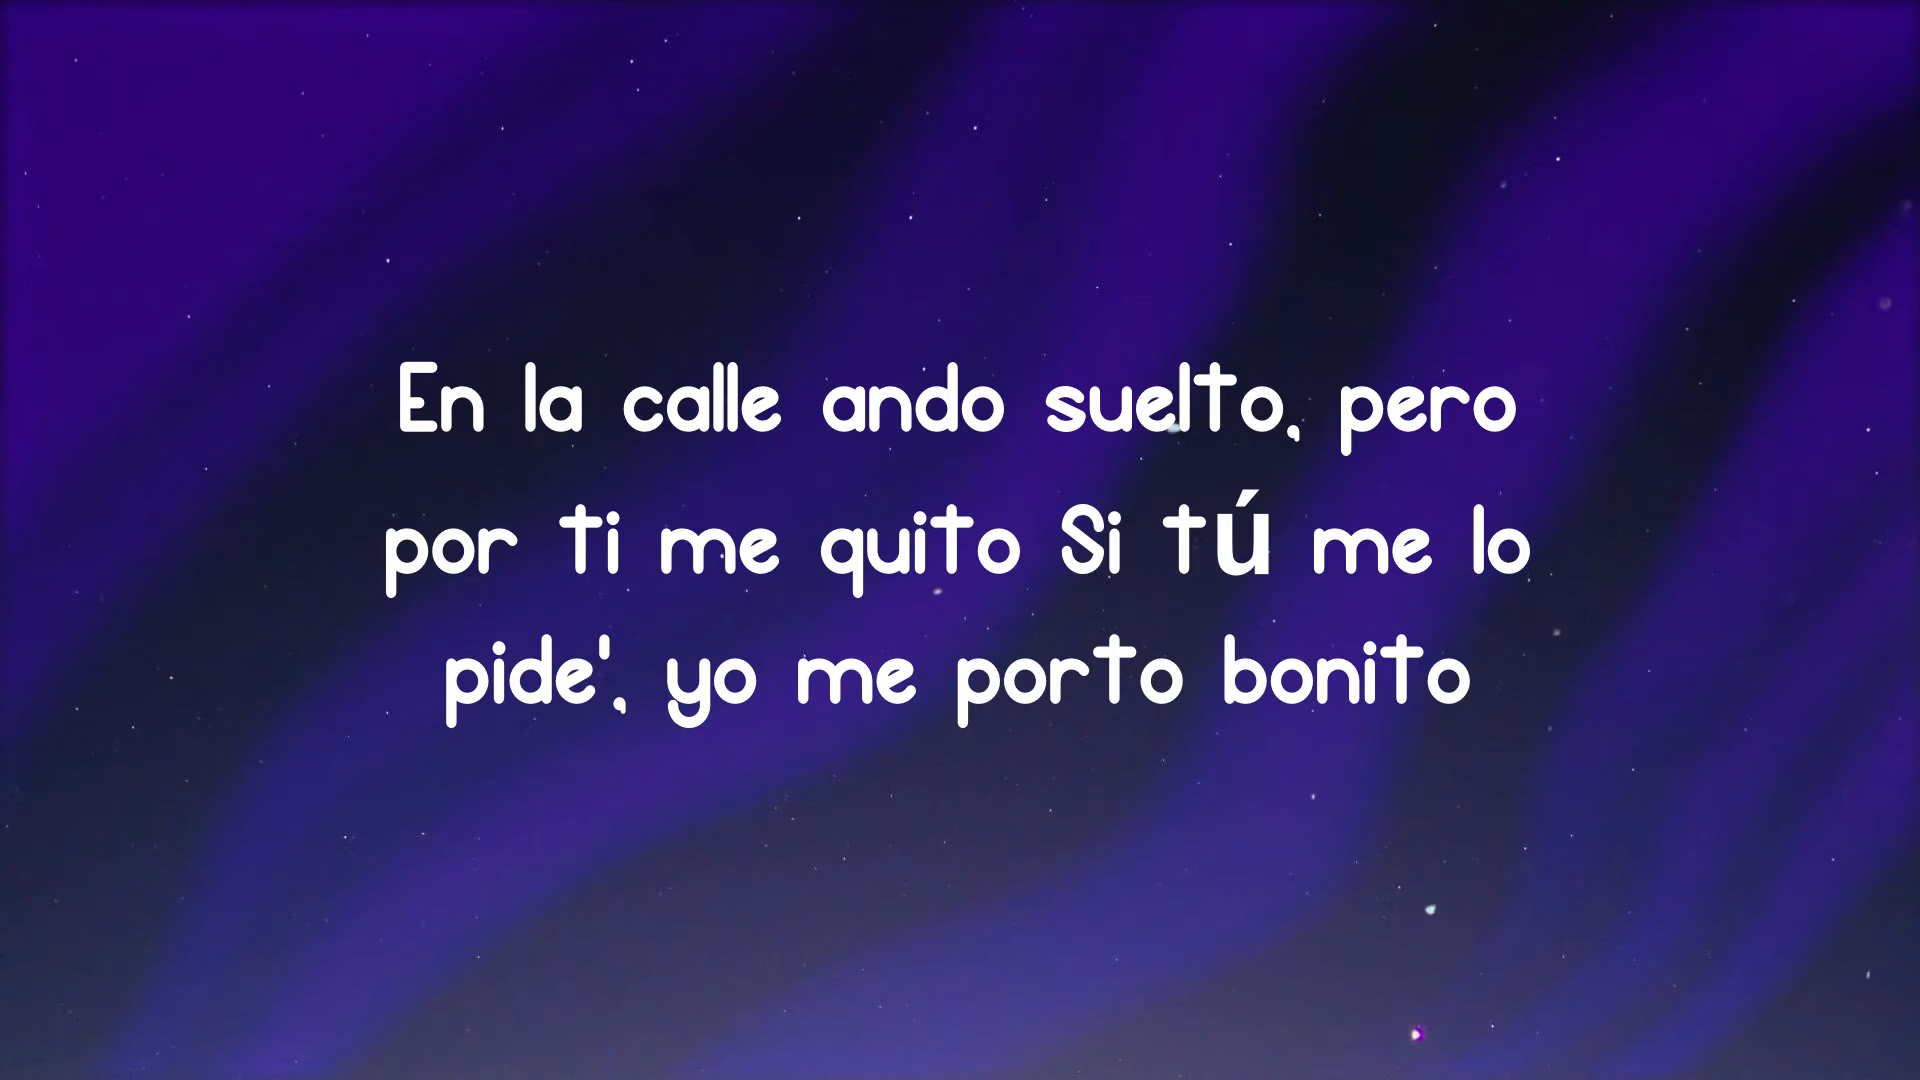 En la calle ando suelto, pero
por ti me quito Si tú me lo
pide', yo me porto bonito